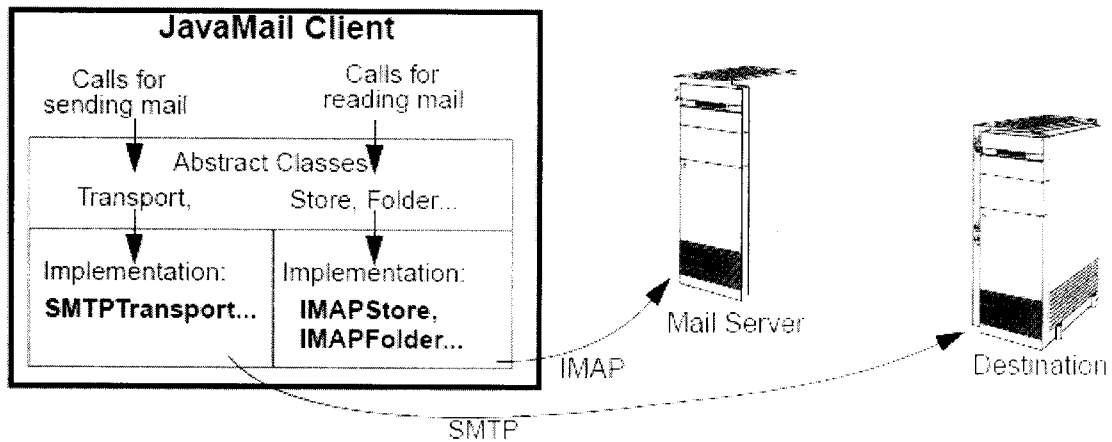 JavaMail Client
Calls for
sending mail
Calls for
reading mail
Abstract Classes
Transport,
Store, Folder...
Implementation:
SMTPTransport...
Implementation:
IMAPStore,
IMAPFolder...
Mail Server
IMAP
Destination
SMTP